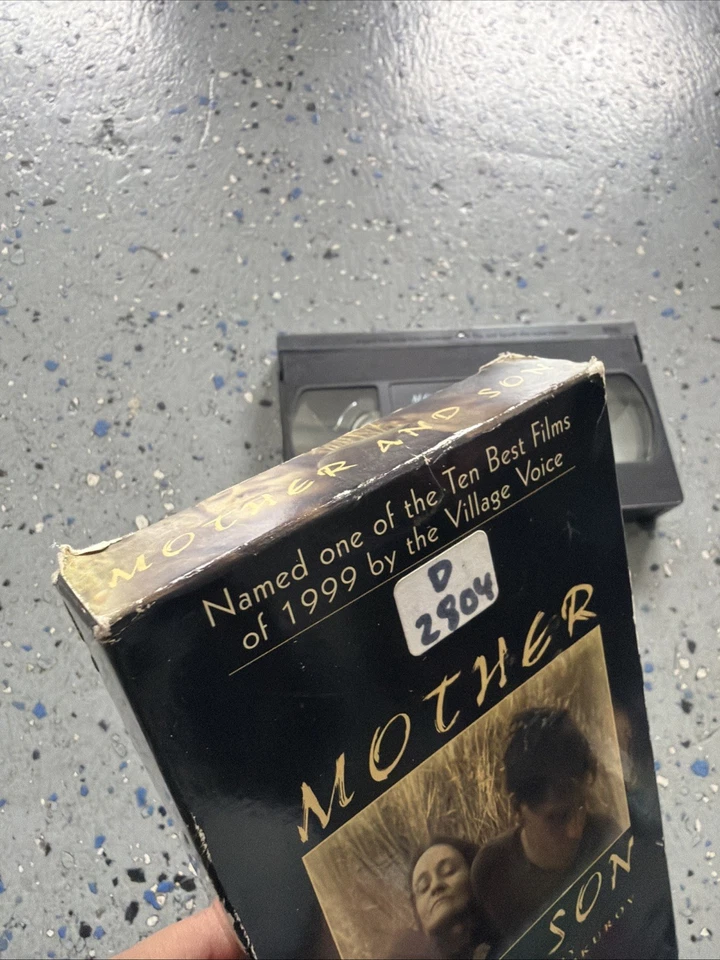 MOTHER AND SON
Named one of the Ten Best Films
of 1999 by the Village Voice
D
2804
MOTHER
SON